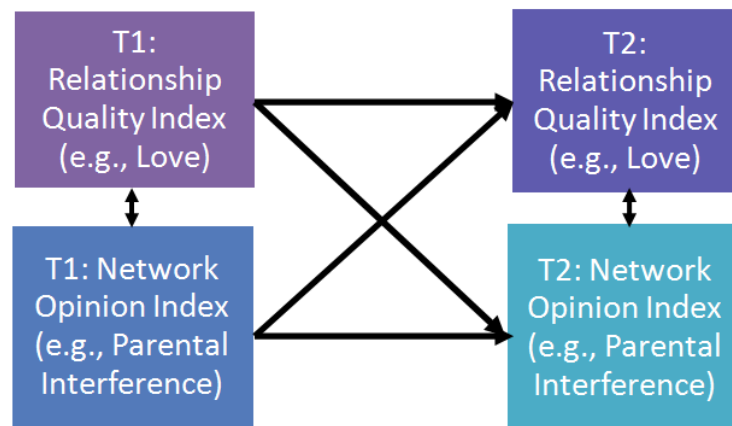 T1:
Relationship
Quality Index
(e.g., Love)
T2:
Relationship
Quality Index
(e.g., Love)
T1: Network
Opinion Index
(e.g., Parental
Interference)
T2: Network
Opinion Index
(e.g., Parental
Interference)